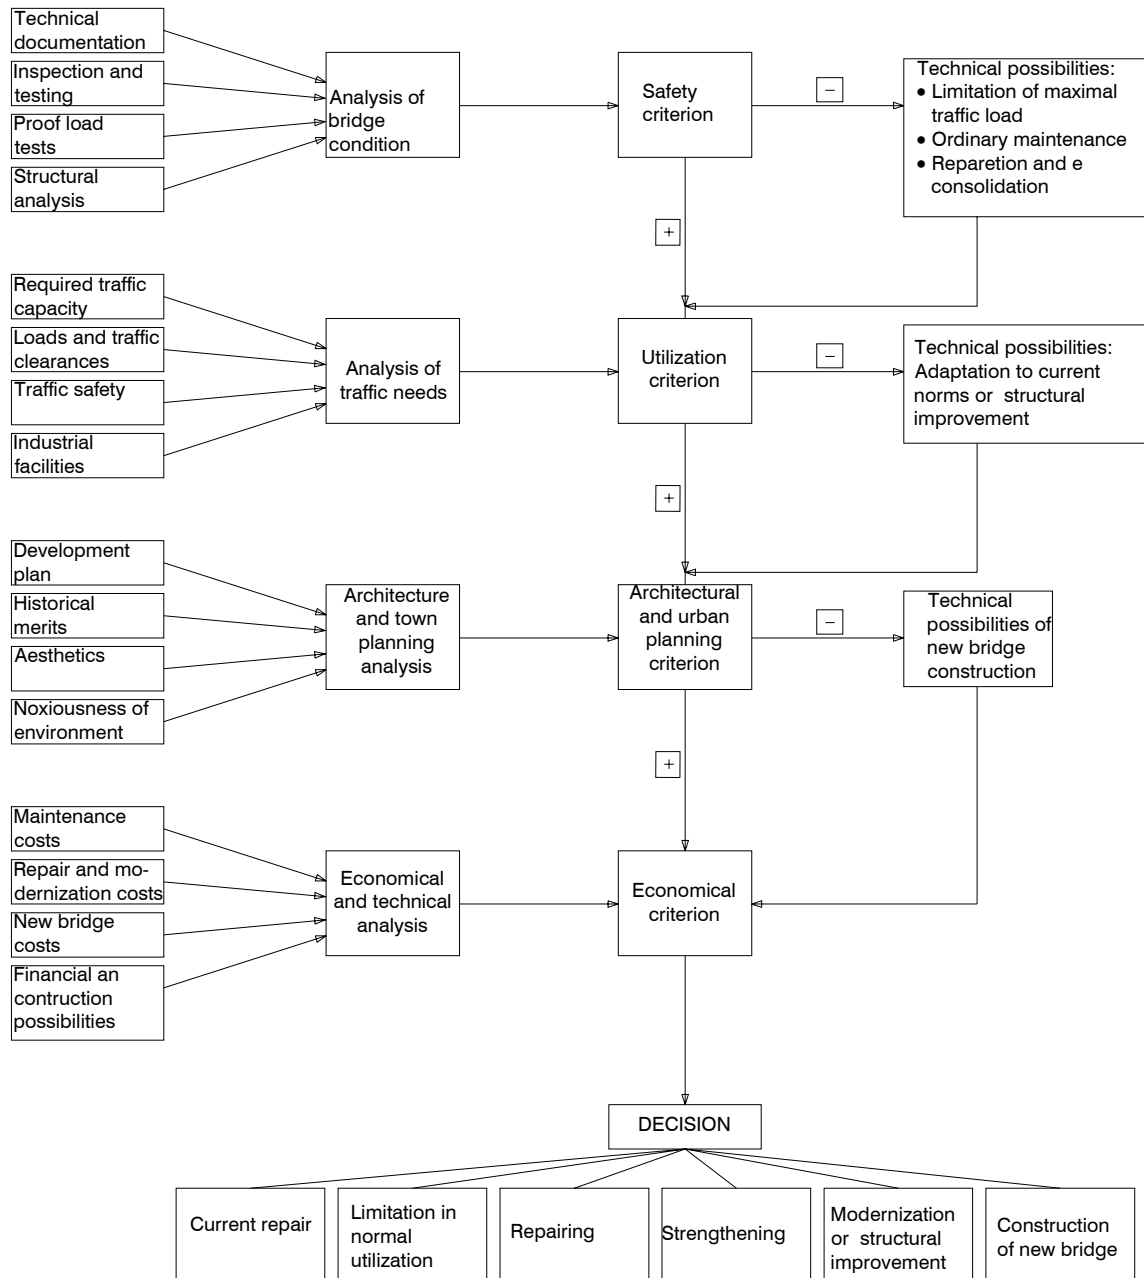 Technical
documentation
Inspection and
testing
Proof load
tests
Structural
analysis
Analysis of
bridge
condition
Safety
criterion
−
Technical possibilities:
• Limitation of maximal
traffic load
• Ordinary maintenance
• Reparetion and e
consolidation
+
Required traffic
capacity
Loads and traffic
clearances
Traffic safety
Industrial
facilities
Analysis of
traffic needs
Utilization
criterion
−
Technical possibilities:
Adaptation to current
norms or structural
improvement
+
Development
plan
Historical
merits
Aesthetics
Noxiousness of
environment
Architecture
and town
planning
analysis
Architectural
and urban
planning
criterion
−
Technical
possibilities of
new bridge
construction
+
Maintenance
costs
Repair and mo-
dernization costs
New bridge
costs
Financial an
contruction
possibilities
Economical
and technical
analysis
Economical
criterion
DECISION
Current repair
Limitation in
normal
utilization
Repairing
Strengthening
Modernization
or structural
improvement
Construction
of new bridge